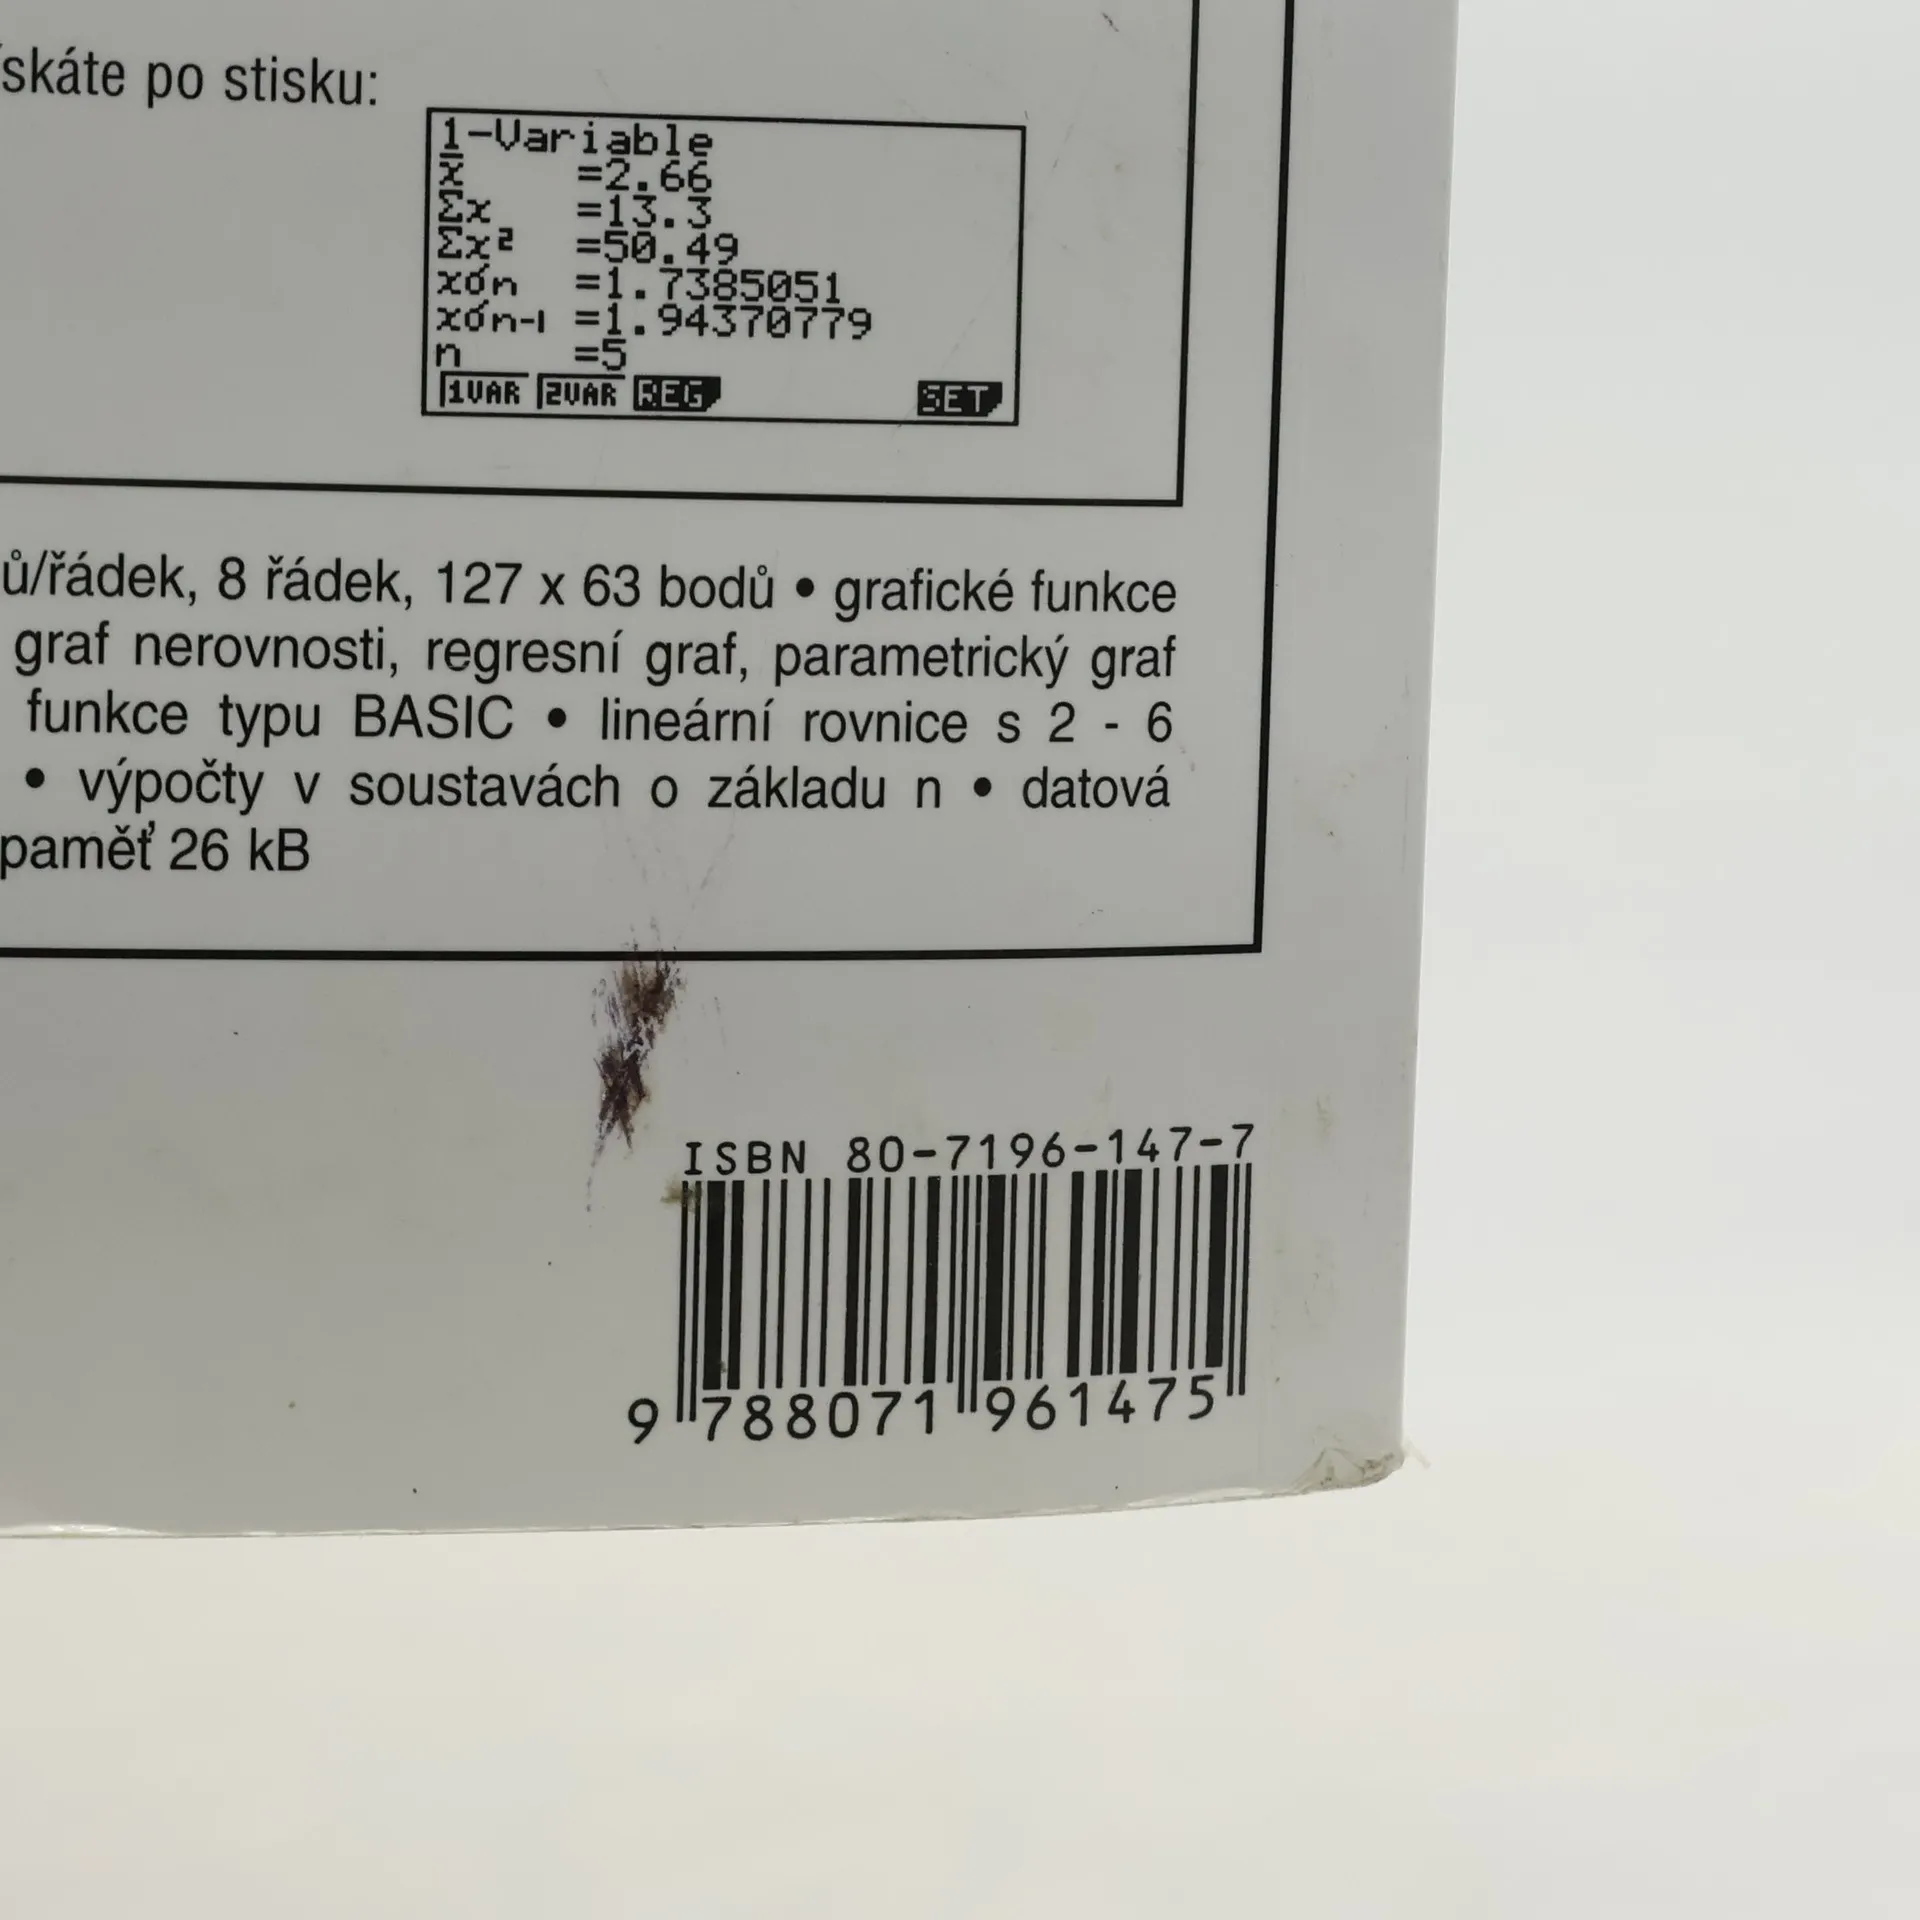 ískáte po stisku:
1-Variable
x̄ =2.66
Σx =13.3
Σx² =50.49
xσn =1.7385051
xσn-1 =1.94370779
n =5
1VAR 2VAR REG SET
ů/řádek, 8 řádek, 127 x 63 bodů • grafické funkce
graf nerovnosti, regresní graf, parametrický graf
funkce typu BASIC • lineární rovnice s 2 - 6
• výpočty v soustavách o základu n • datová
paměť 26 kB
ISBN 80-7196-147-7
9 788071 961475